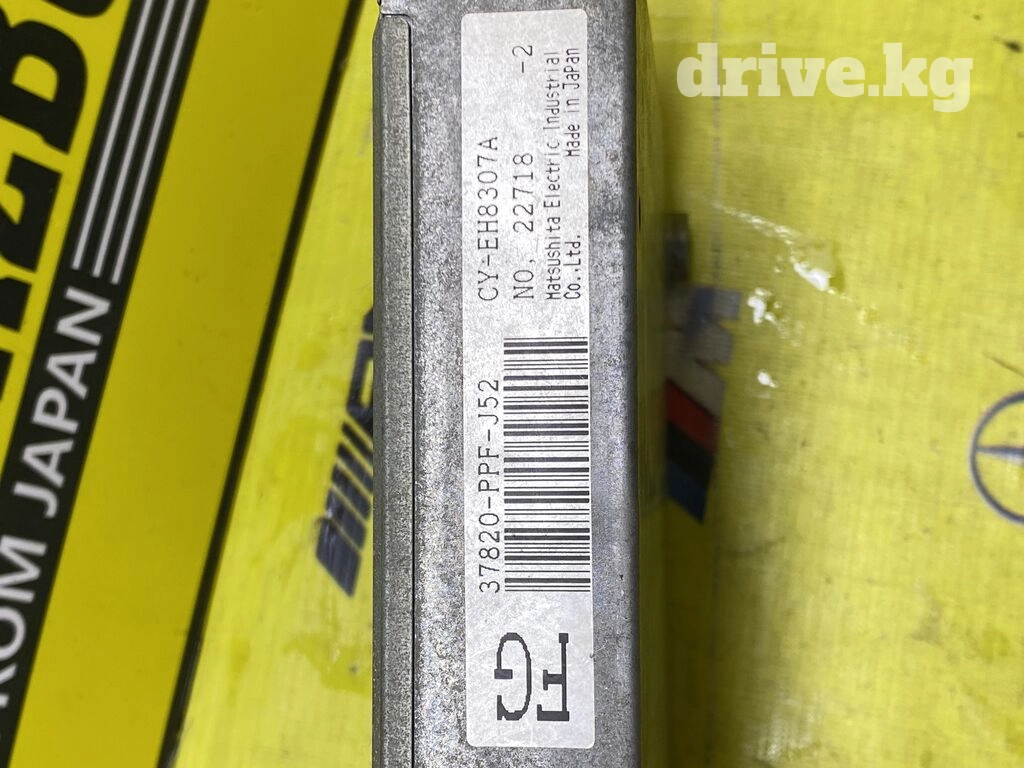 drive.kg
CY-EH8307A
NO, 22718 -2
Matsushita Electric Industrial
Co.,Ltd. Made in JaPan
37820-PPF-J52
FG
FROM JAPAN